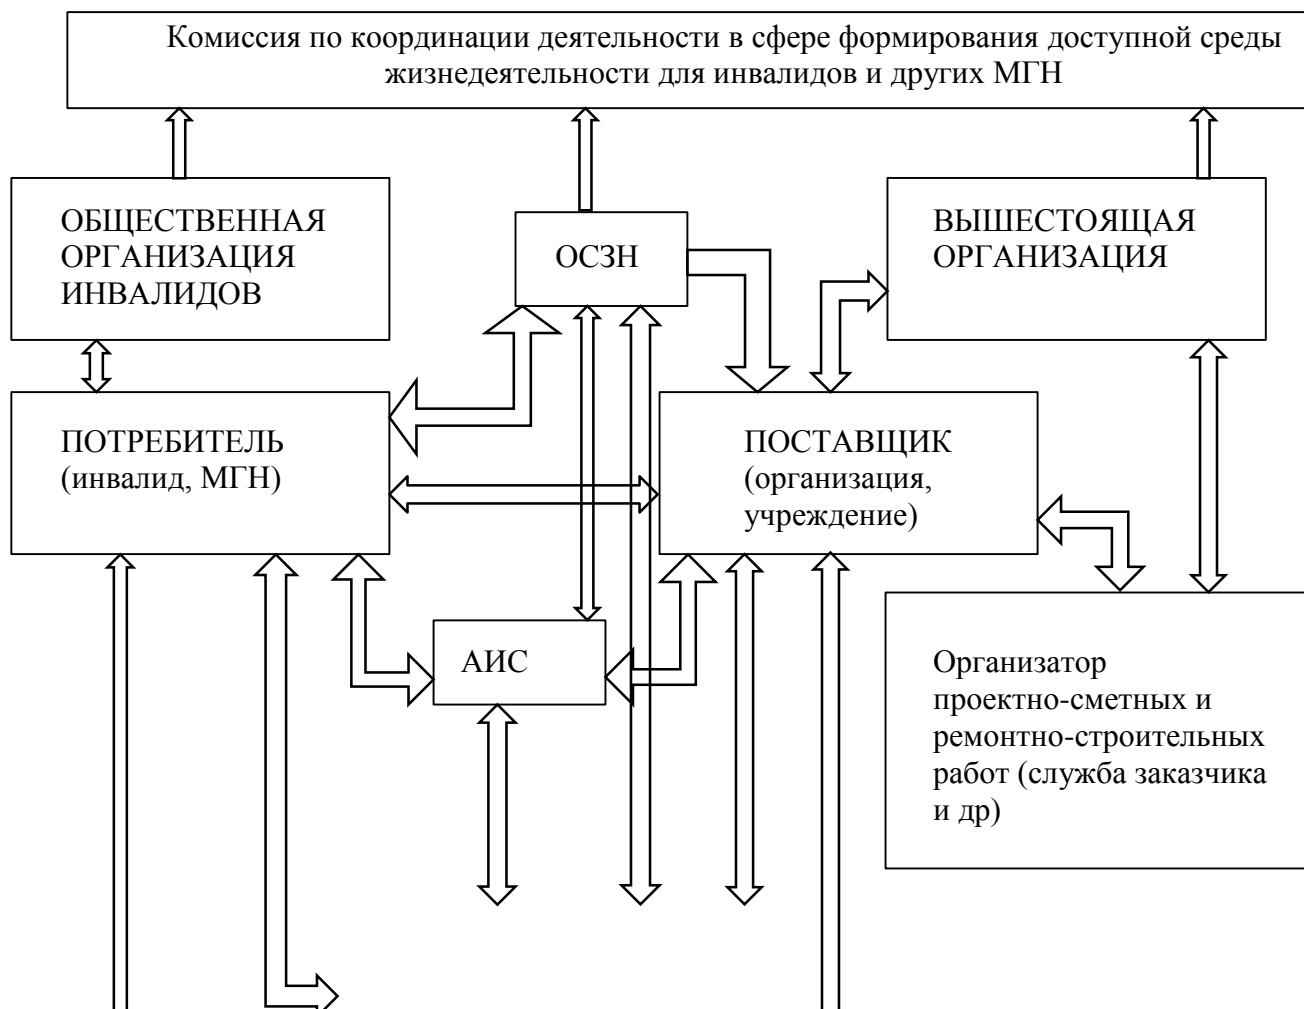 Комиссия по координации деятельности в сфере формирования доступной среды
жизнедеятельности для инвалидов и других МГН
ОБЩЕСТВЕННАЯ
ОРГАНИЗАЦИЯ
ИНВАЛИДОВ
ОСЗН
ВЫШЕСТОЯЩАЯ
ОРГАНИЗАЦИЯ
ПОТРЕБИТЕЛЬ
(инвалид, МГН)
ПОСТАВЩИК
(организация,
учреждение)
АИС
Организатор
проектно-сметных и
ремонтно-строительных
работ (служба заказчика
и др)